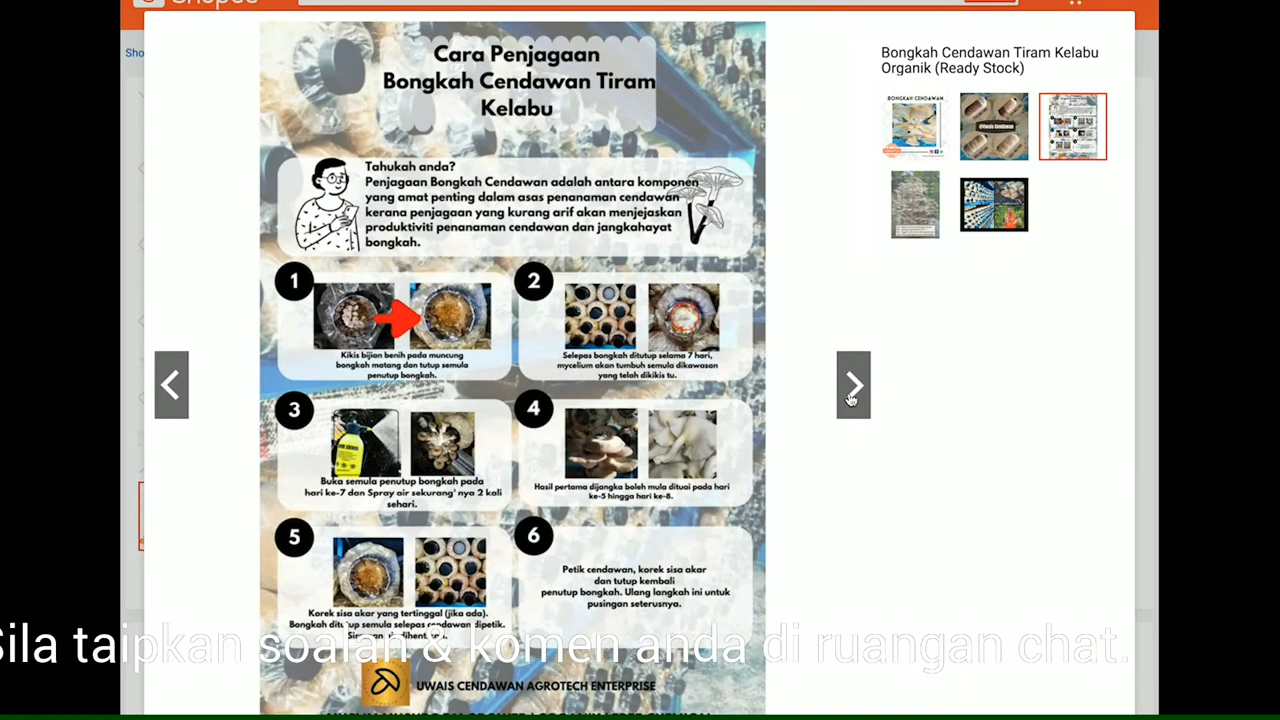 Shopee
Sho
Cara Penjagaan
Bongkah Cendawan Tiram
Kelabu
Tahukah anda?
Penjagaan Bongkah Cendawan adalah antara komponen
yang amat penting dalam asas penanaman cendawan
kerana penjagaan yang kurang arif akan menjejaskan
produktiviti penanaman cendawan dan jangkahayat
bongkah.
1
Kikis bijian benih pada muncung
bongkah matang dan tutup semula
penutup bongkah.
2
Selepas bongkah ditutup selama 7 hari,
mycelium akan tumbuh semula dikawasan
yang telah dikikis tu.
3
Buka semula penutup bongkah pada
hari ke-7 dan Spray air sekurang' nya 2 kali
sehari.
4
Hasil pertama dijangka boleh mula dituai pada hari
ke-5 hingga hari ke-8.
5
Korek sisa akar yang tertinggal (jika ada).
Bongkah ditutup semula selepas cendawan dipetik.
6
Petik cendawan, korek sisa akar
dan tutup kembali
penutup bongkah. Ulang langkah ini untuk
pusingan seterusnya.
UWAIS CENDAWAN AGROTECH ENTERPRISE
Bongkah Cendawan Tiram Kelabu
Organik (Ready Stock)
BONGKAH CENDAWAN
Sila taipkan soalan & komen anda di ruangan chat.